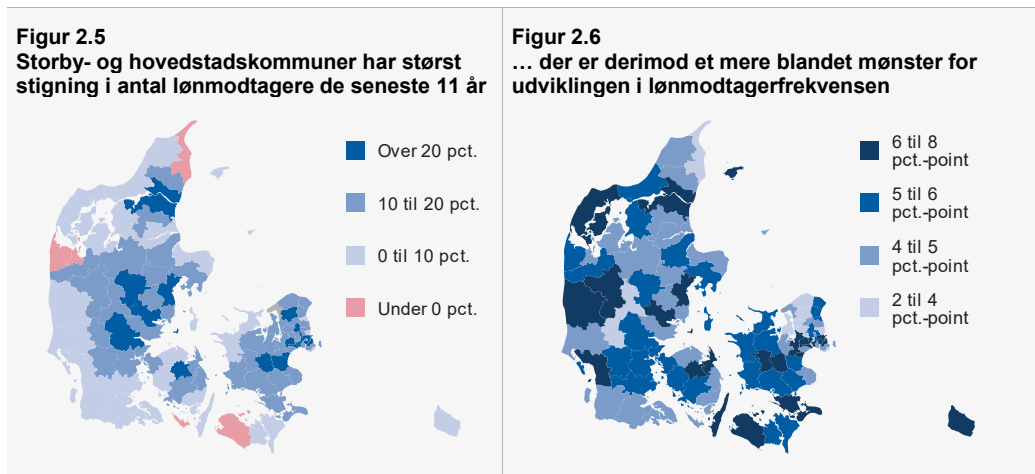 Figur 2.5
Storby- og hovedstadskommuner har størst
stigning i antal lønmodtagere de seneste 11 år
Over 20 pct.
10 til 20 pct.
0 til 10 pct.
Under 0 pct.
Figur 2.6
… der er derimod et mere blandet mønster for
udviklingen i lønmodtagerfrekvensen
6 til 8
pct.-point
5 til 6
pct.-point
4 til 5
pct.-point
2 til 4
pct.-point